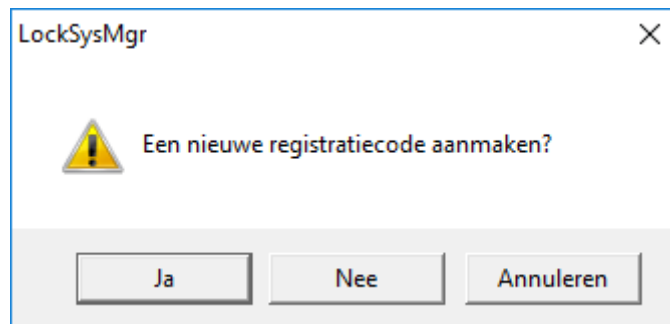 LockSysMgr
Een nieuwe registratiecode aanmaken?
Ja Nee Annuleren